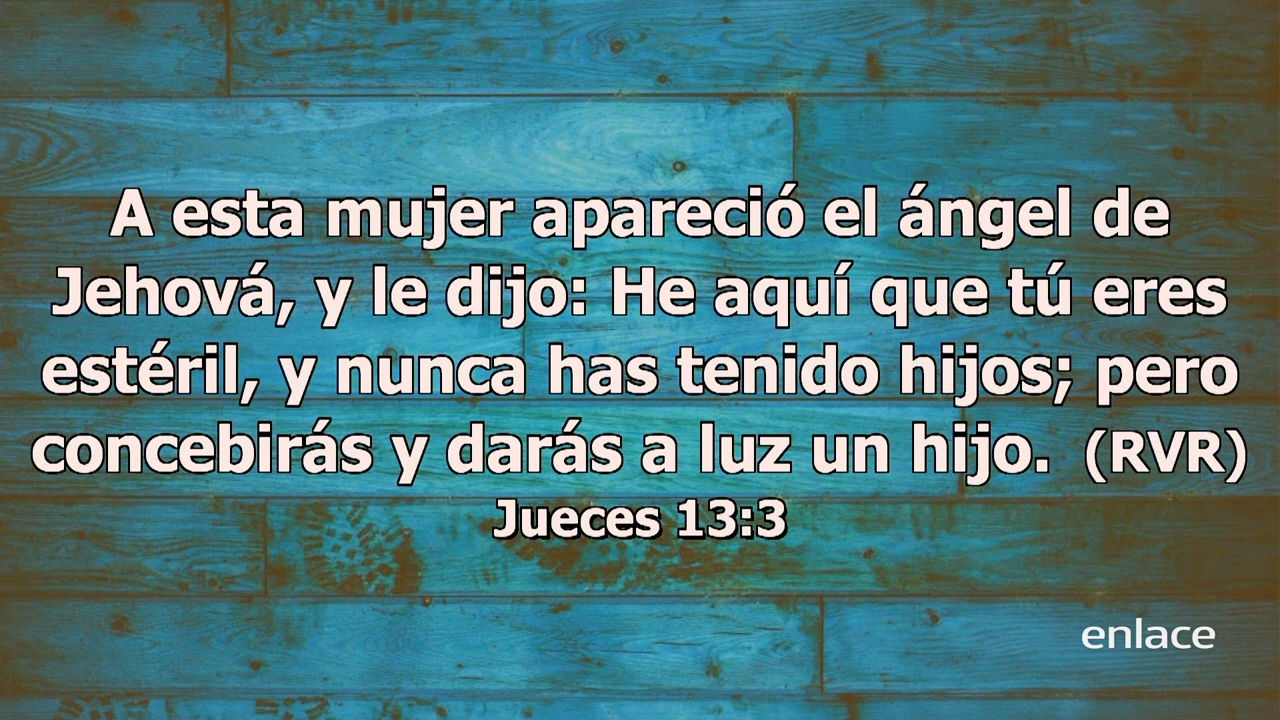 A esta mujer apareció el ángel de
Jehová, y le dijo: He aquí que tú eres
estéril, y nunca has tenido hijos; pero
concebirás y darás a luz un hijo. (RVR)
Jueces 13:3
enlace